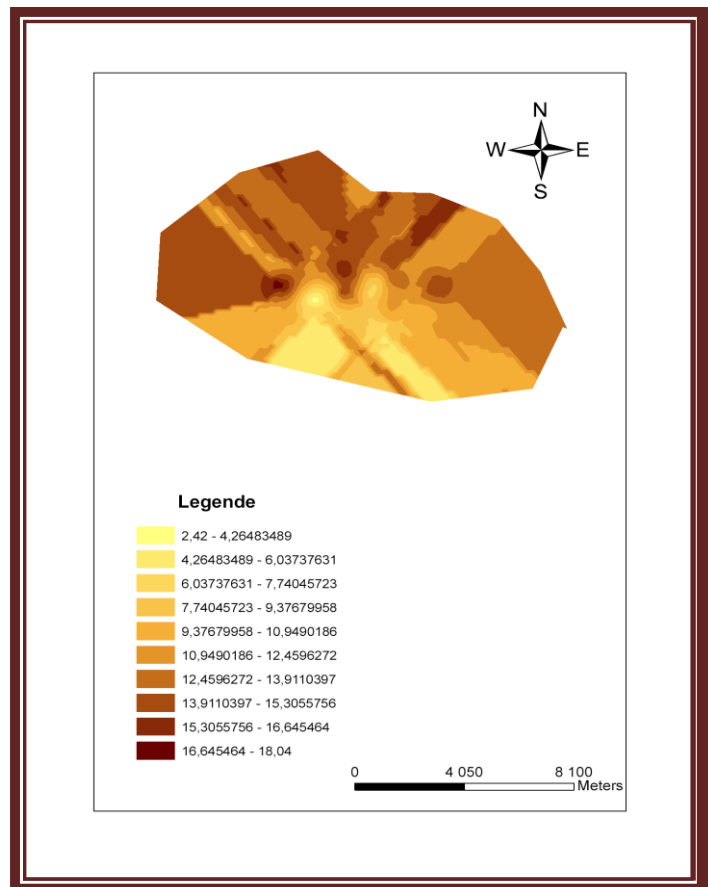 N
W E
S
Legende
2,42 - 4,26483489
4,26483489 - 6,03737631
6,03737631 - 7,74045723
7,74045723 - 9,37679958
9,37679958 - 10,9490186
10,9490186 - 12,4596272
12,4596272 - 13,9110397
13,9110397 - 15,3055756
15,3055756 - 16,645464
16,645464 - 18,04
0 4 050 8 100
Meters